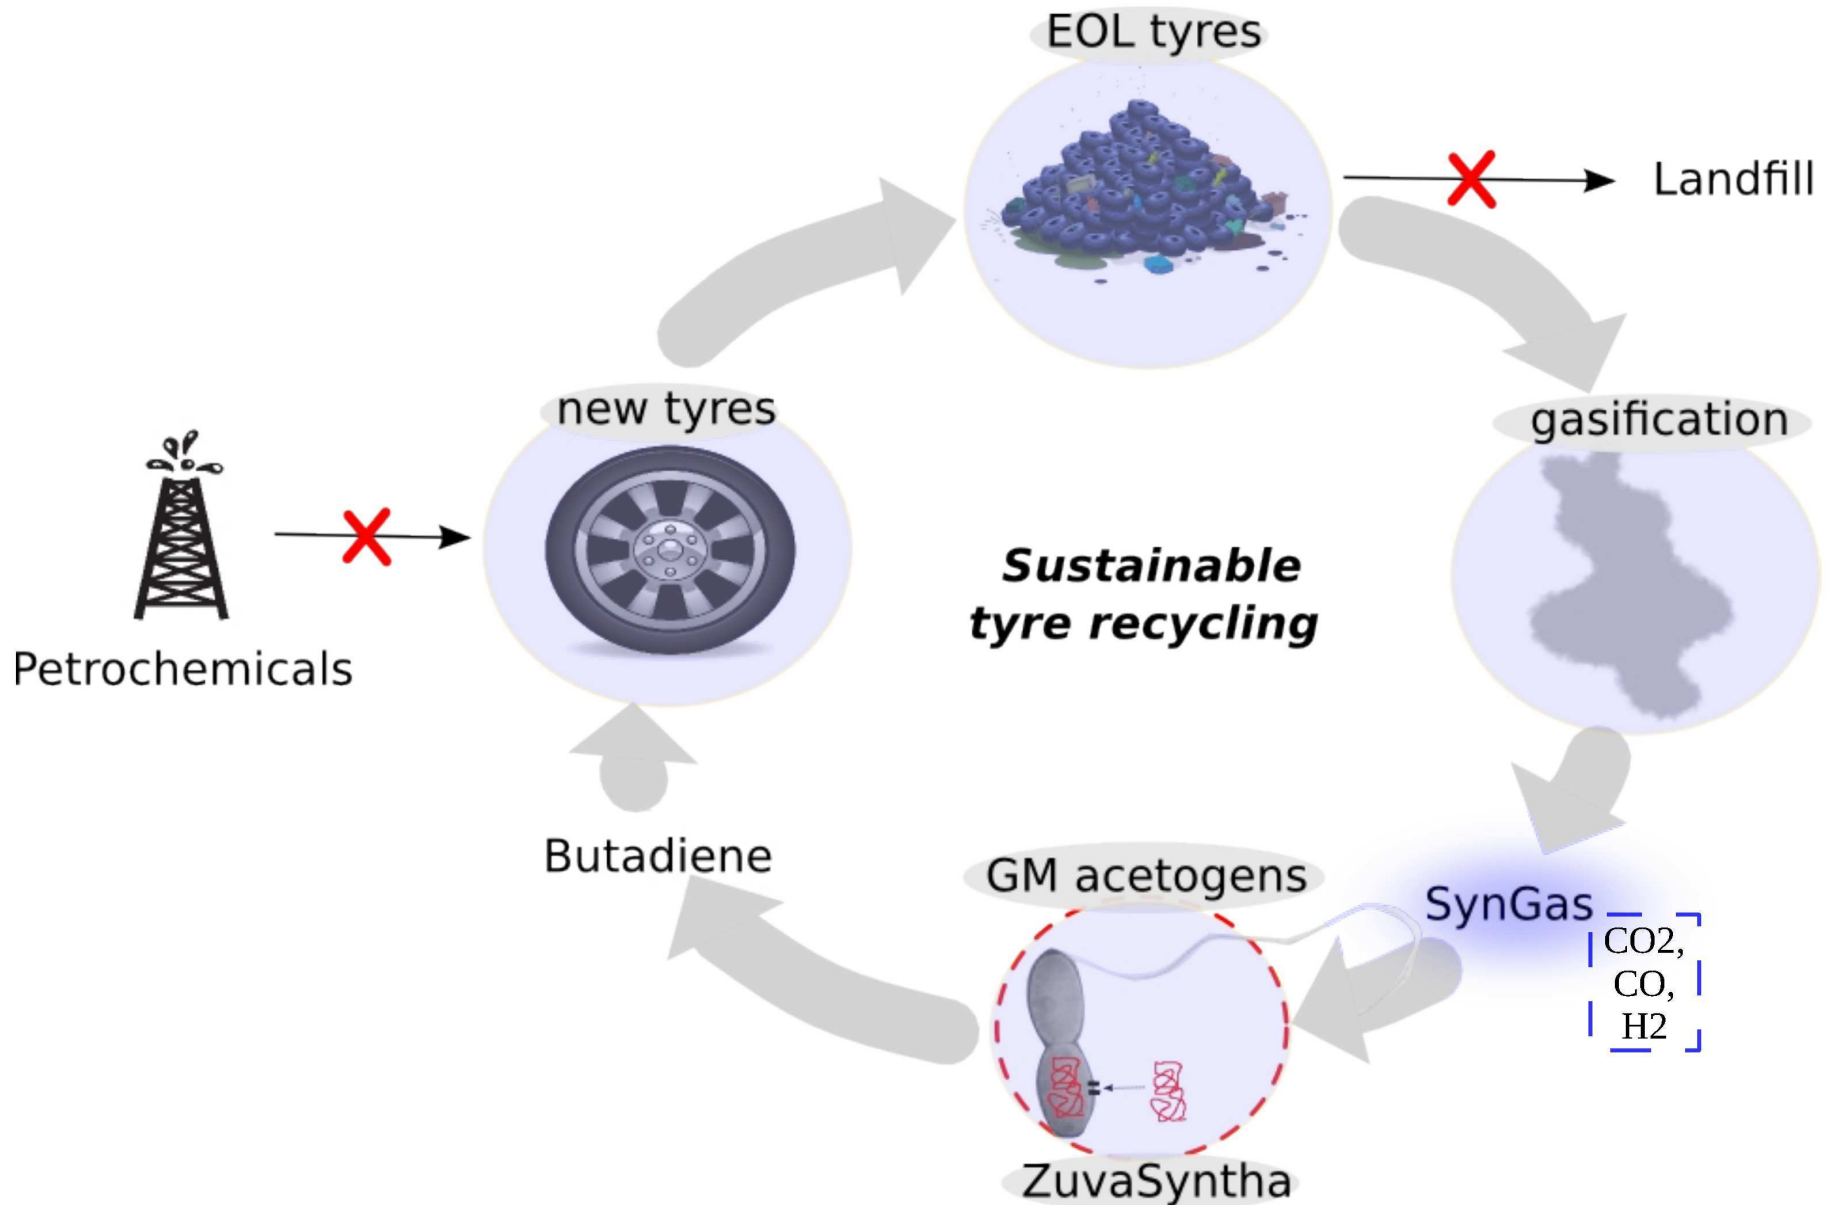 EOL tyres
Landfill
new tyres
gasification
Petrochemicals
Sustainable
tyre recycling
Butadiene
GM acetogens
SynGas
CO2,
CO,
H2
ZuvaSyntha